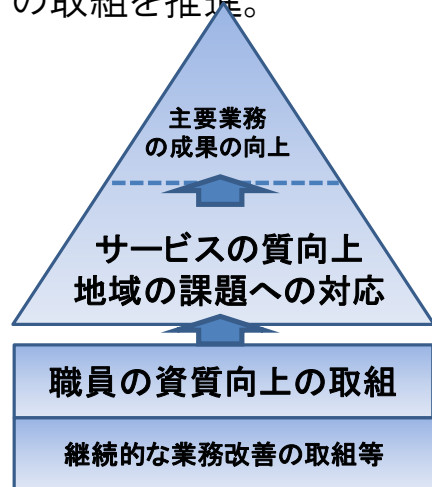 の取組を推進。
主要業務
の成果の向上
サービスの質向上
地域の課題への対応
職員の資質向上の取組
継続的な業務改善の取組等